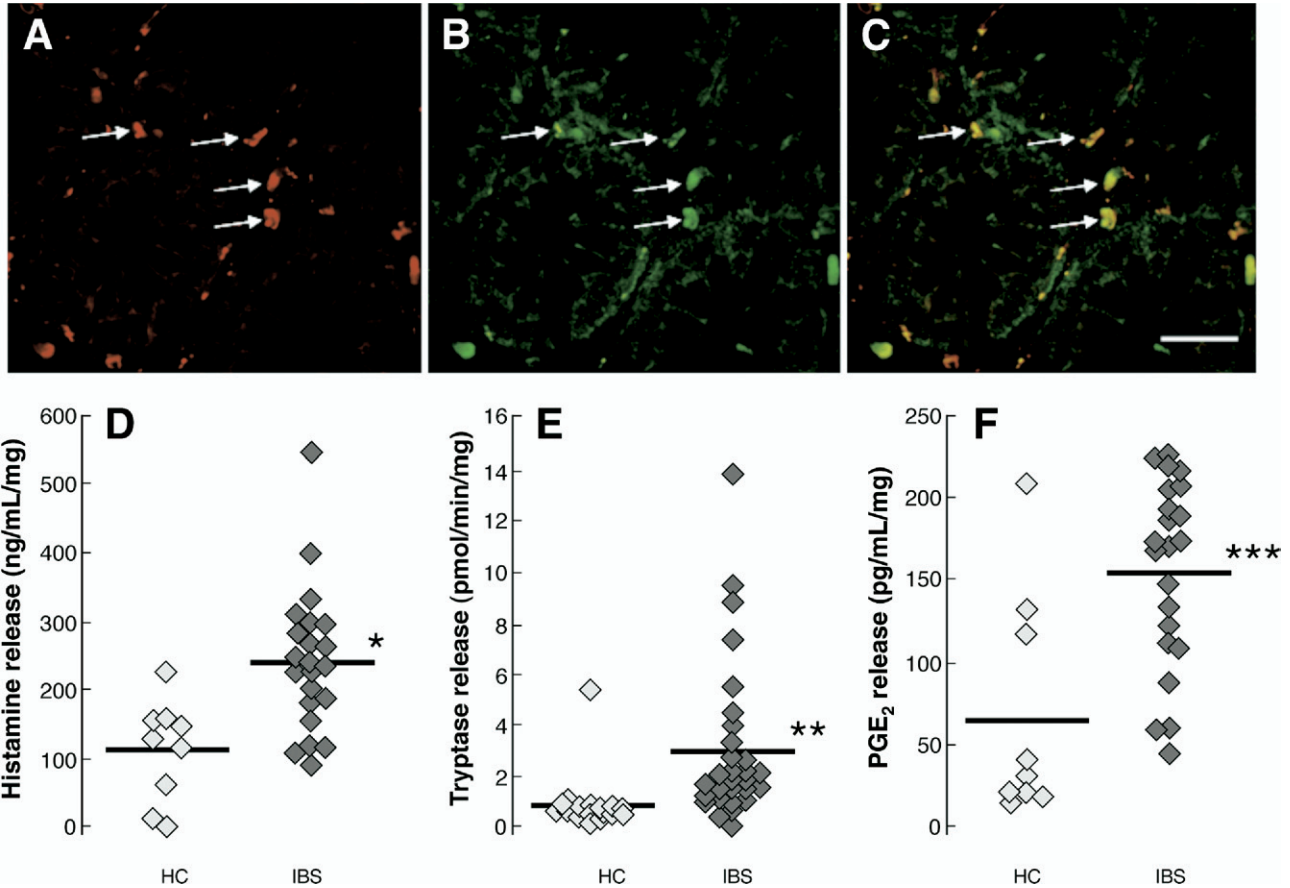 A
B
C
D
E
F
Histamine release (ng/mL/mg)
600
500
400
300
200
100
0
*
HC
IBS
Tryptase release (pmol/min/mg)
16
14
12
10
8
6
4
2
0
**
HC
IBS
PGE₂ release (pg/mL/mg)
250
200
150
100
50
0
***
HC
IBS